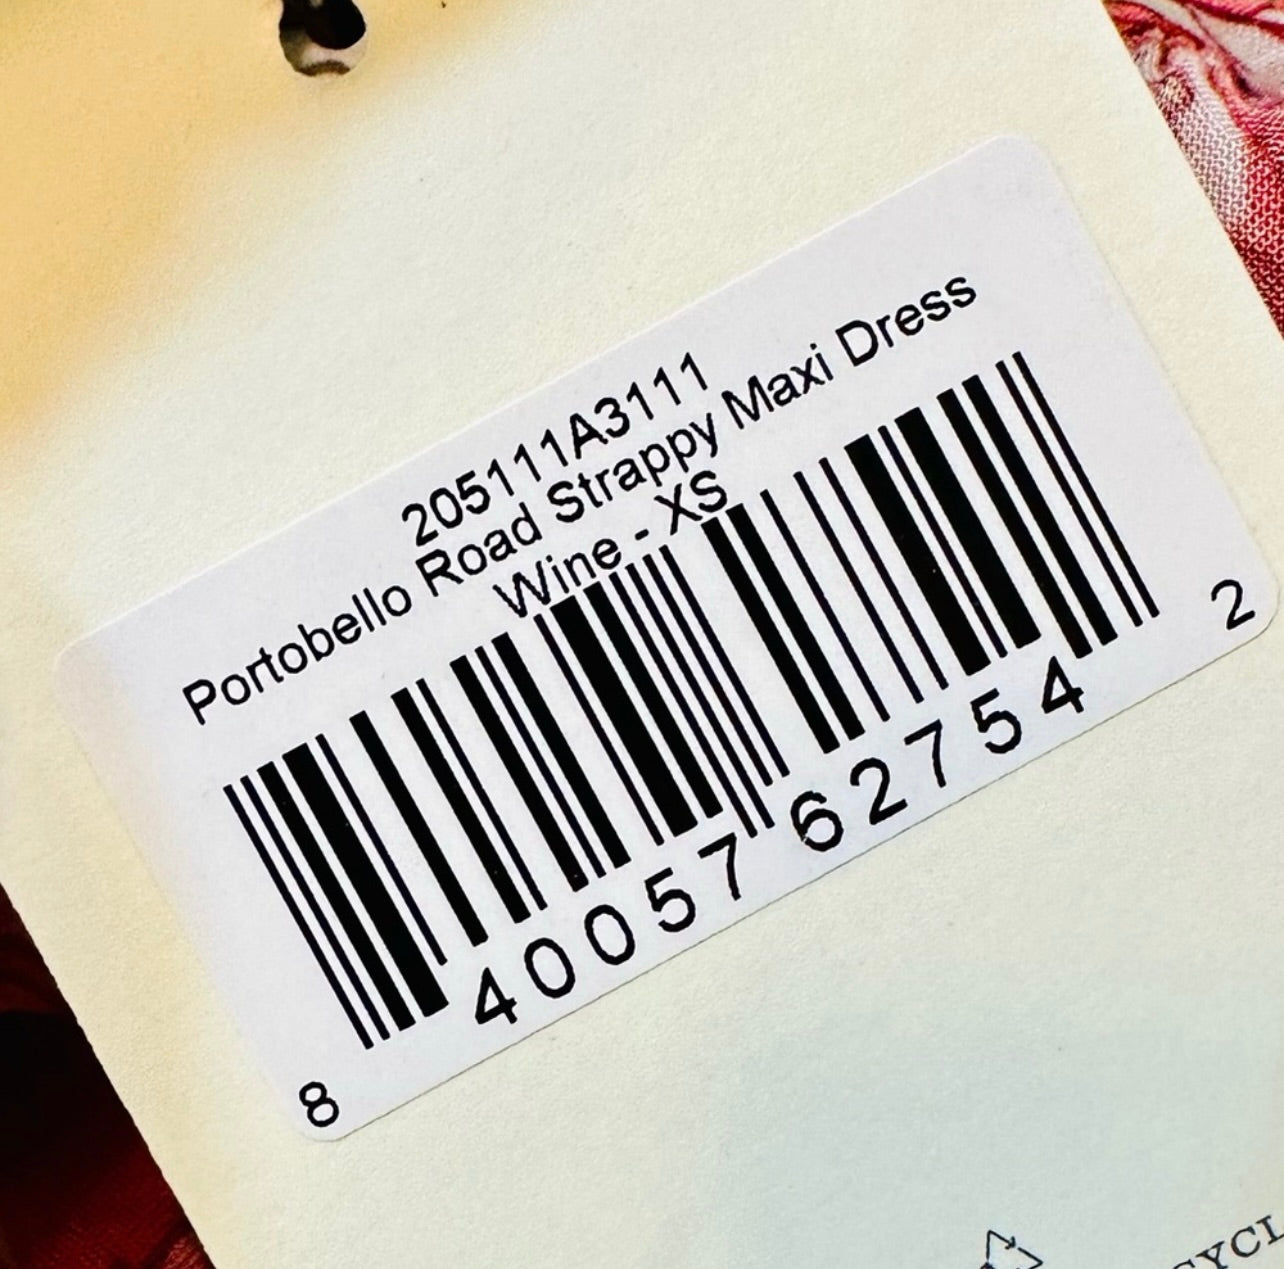 205111A3111
Portobello Road Strappy Maxi Dress
Wine - XS
8 40057 62754 2